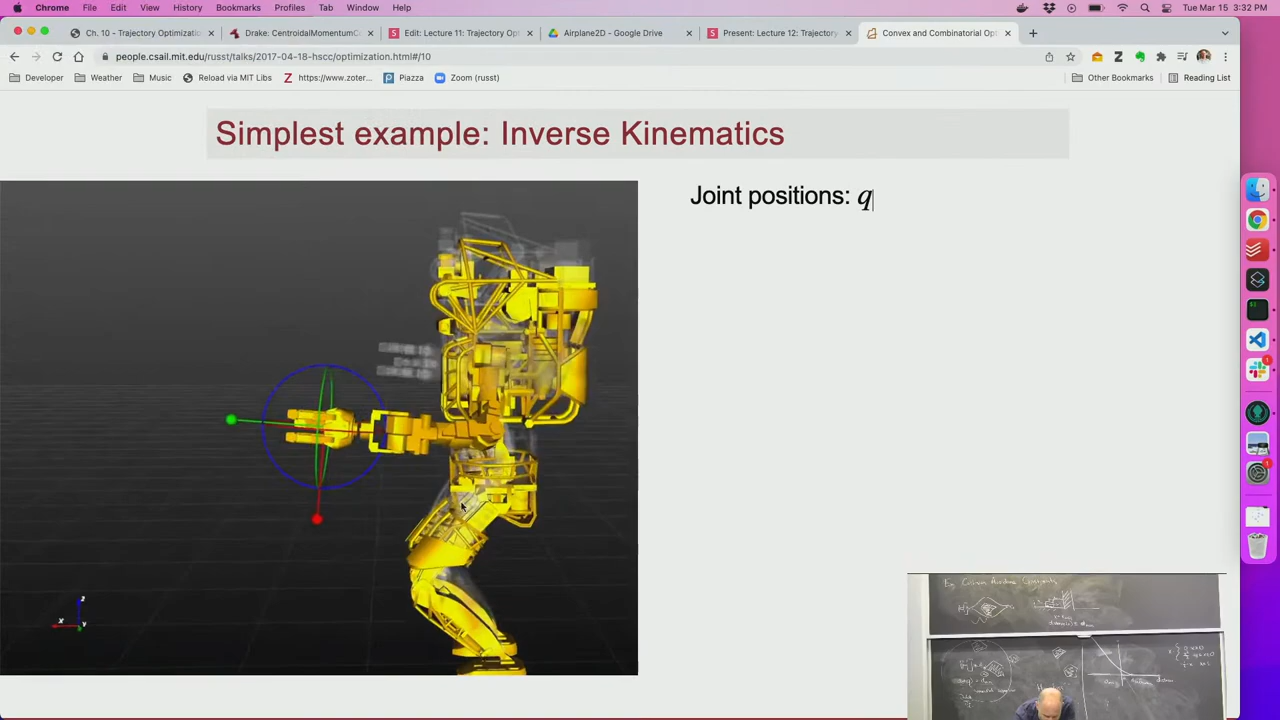 Chrome File Edit View History Bookmarks Profiles Tab Window Help
Tue Mar 15 3:32 PM
Ch. 10 - Trajectory Optimizatio
Drake: CentroidalMomentumCo
Edit: Lecture 11: Trajectory Opt
Airplane2D - Google Drive
Present: Lecture 12: Trajectory
Convex and Combinatorial Opt
people.csail.mit.edu/russt/talks/2017-04-18-hscc/optimization.html#/10
Developer Weather Music Reload via MIT Libs https://www.zoter... Piazza Zoom (russt) Other Bookmarks Reading List
Simplest example: Inverse Kinematics
Joint positions: q
z
x
y